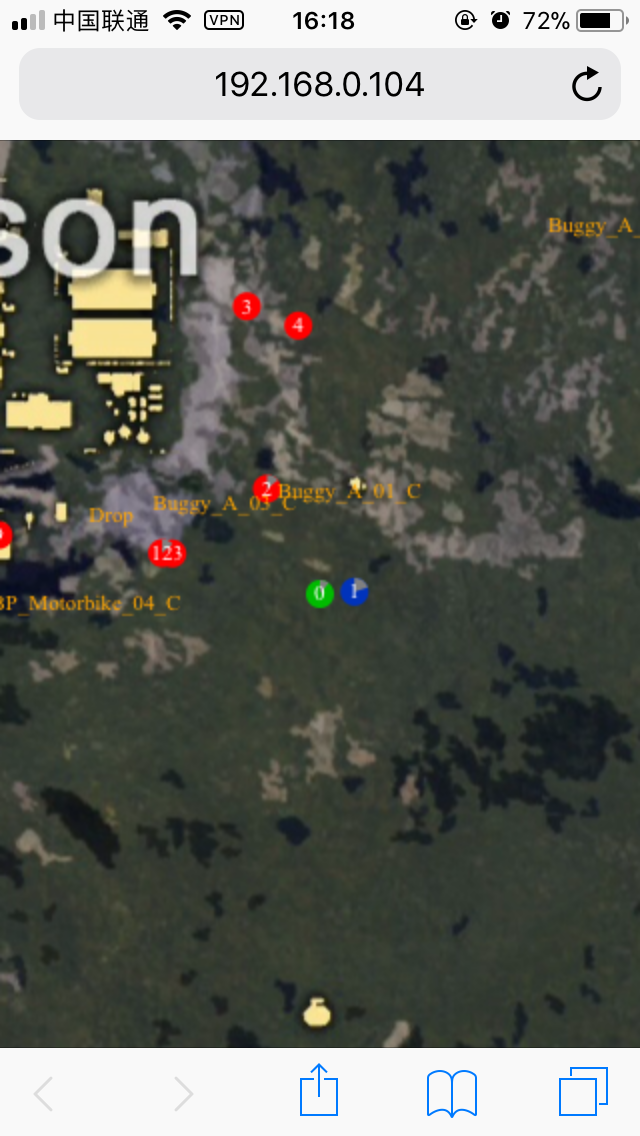 中国联通 VPN 16:18 72%
192.168.0.104
son
Buggy_A_
3
4
2
Buggy_A_01_C
Buggy_A_03_C
Drop
123
0
1
BP_Motorbike_04_C